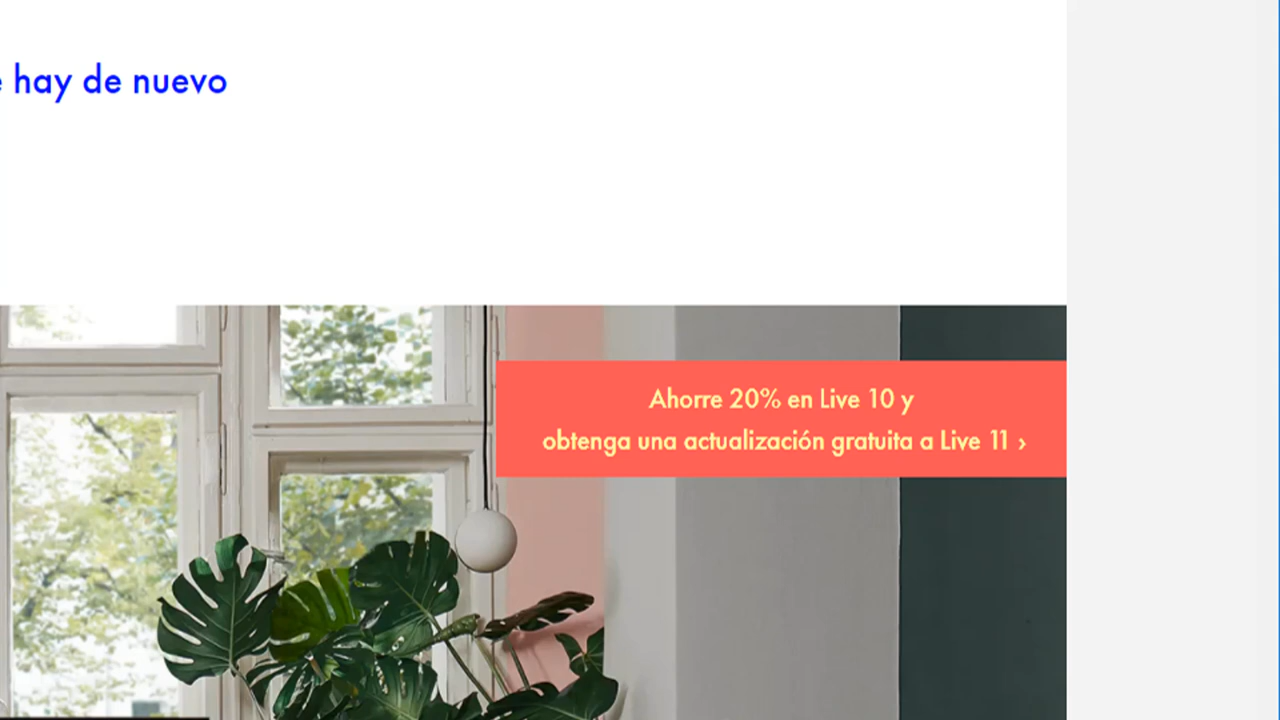 hay de nuevo
Ahorre 20% en Live 10 y
obtenga una actualización gratuita a Live 11 ›